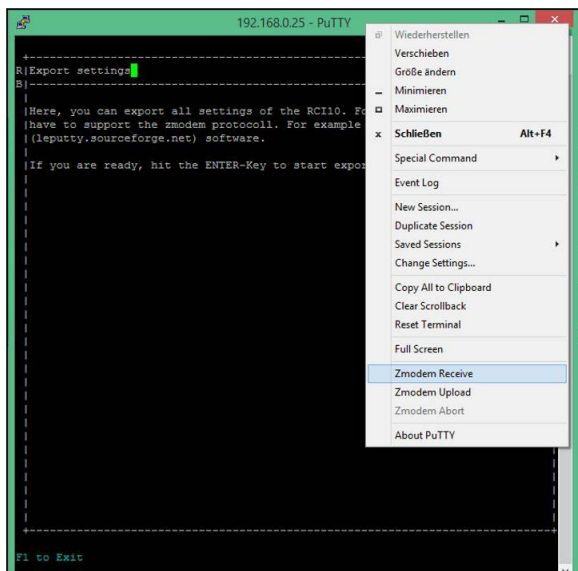 192.168.0.25 - PuTTY
R|Export settings
B|
|Here, you can export all settings of the RCI10.
|have to support the zmodem protocoll. For example
|(leputty.sourceforge.net) software.
|If you are ready, hit the ENTER-Key to start
F1 to Exit
Wiederherstellen
Verschieben
Größe ändern
Minimieren
Maximieren
x Schließen Alt+F4
Special Command
Event Log
New Session...
Duplicate Session
Saved Sessions
Change Settings...
Copy All to Clipboard
Clear Scrollback
Reset Terminal
Full Screen
Zmodem Receive
Zmodem Upload
Zmodem Abort
About PuTTY